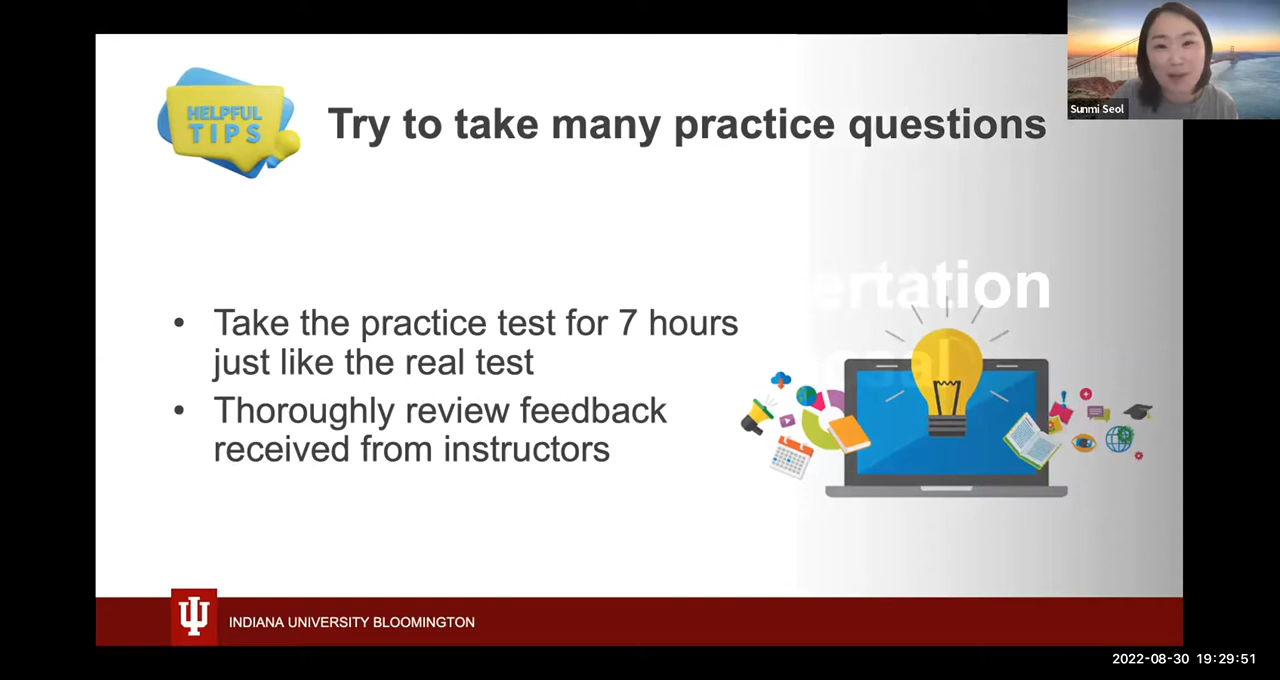 Sunmi Seol
HELPFUL
TIPS
Try to take many practice questions
ertation
• Take the practice test for 7 hours
just like the real test
• Thoroughly review feedback
received from instructors
INDIANA UNIVERSITY BLOOMINGTON
2022-08-30 19:29:51